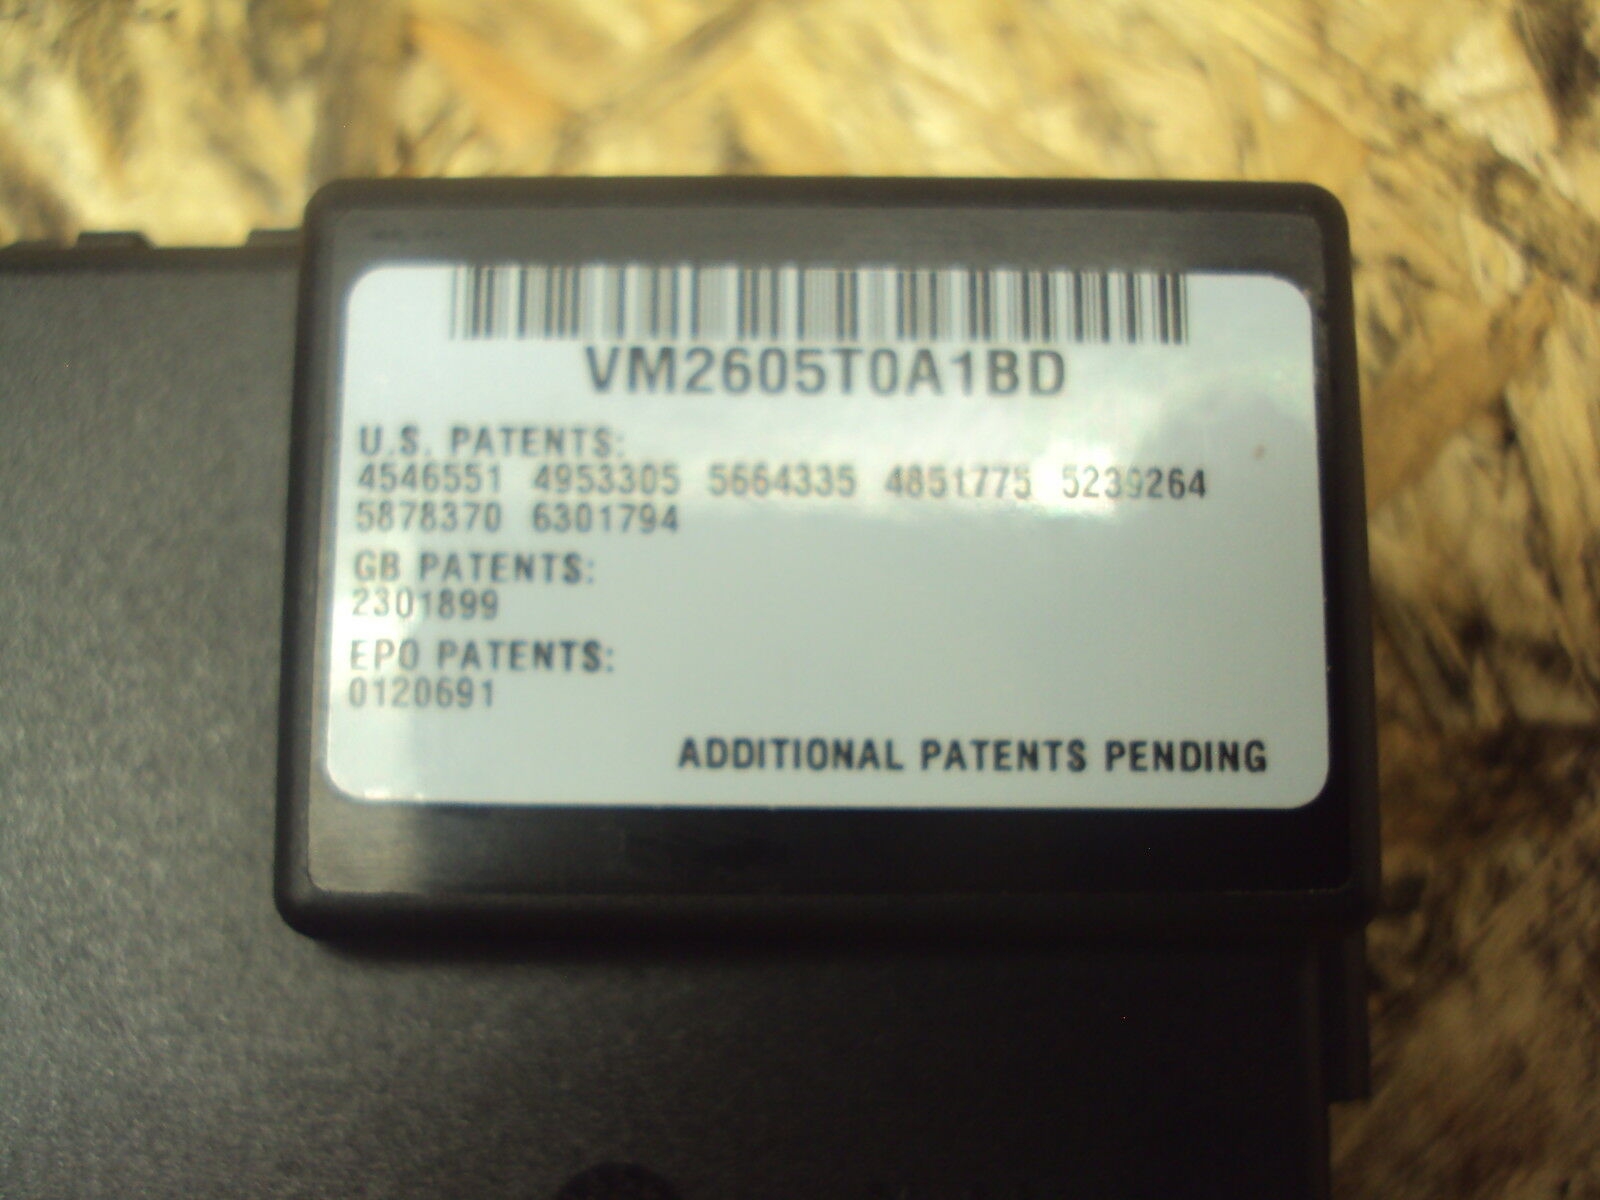 VM2605T0A1BD
U.S. PATENTS:
4546551 4953305 5664335 4851775 5239264
5878370 6301794
GB PATENTS:
2301899
EPO PATENTS:
0120691
ADDITIONAL PATENTS PENDING